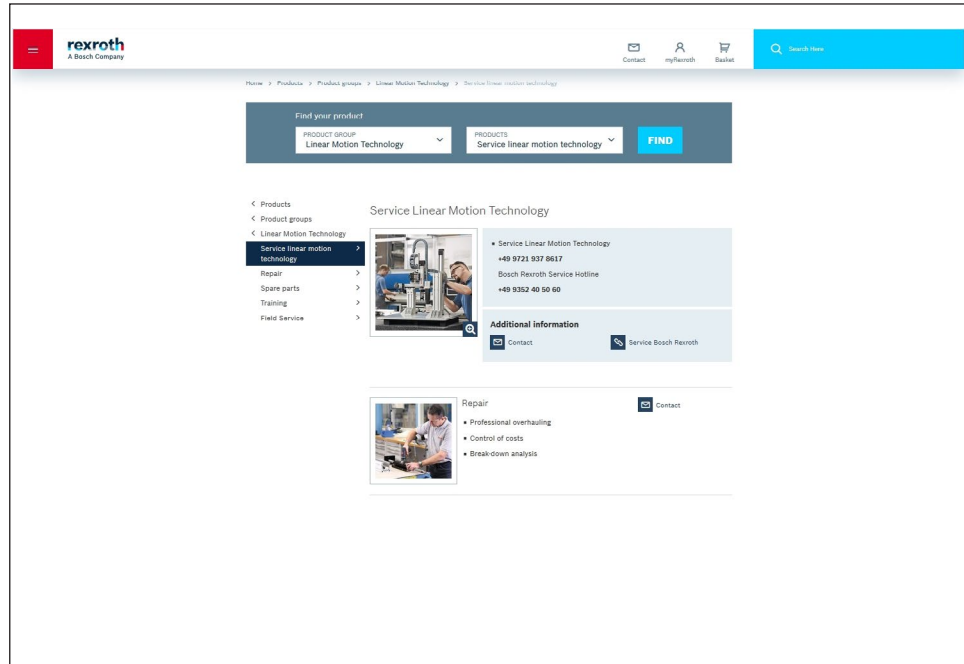 rexroth
A Bosch Company
Contact
myRexroth
Basket
Search Here
Home > Products > Product groups > Linear Motion Technology > Service linear motion technology
Find your product
PRODUCT GROUP
Linear Motion Technology
PRODUCTS
Service linear motion technology
FIND
Products
Product groups
Linear Motion Technology
Service linear motion
technology
Repair
Spare parts
Training
Field Service
Service Linear Motion Technology
Service Linear Motion Technology
+49 9721 937 8617
Bosch Rexroth Service Hotline
+49 9352 40 50 60
Additional information
Contact
Service Bosch Rexroth
Repair
Professional overhauling
Control of costs
Break-down analysis
Contact